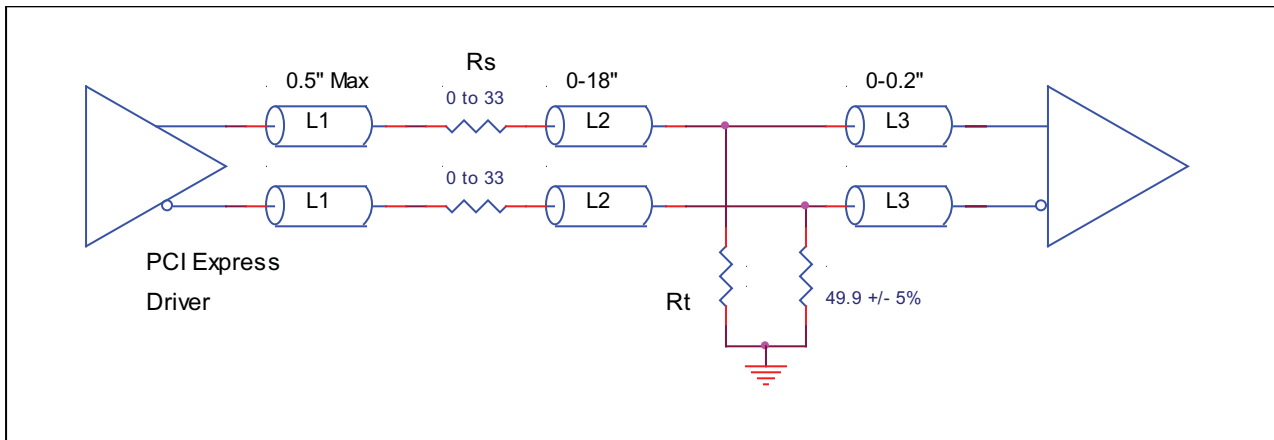 Rs
0.5" Max
0-18"
0-0.2"
0 to 33
L1
L2
L3
0 to 33
L1
L2
L3
PCI Express
Driver
Rt
49.9 +/- 5%